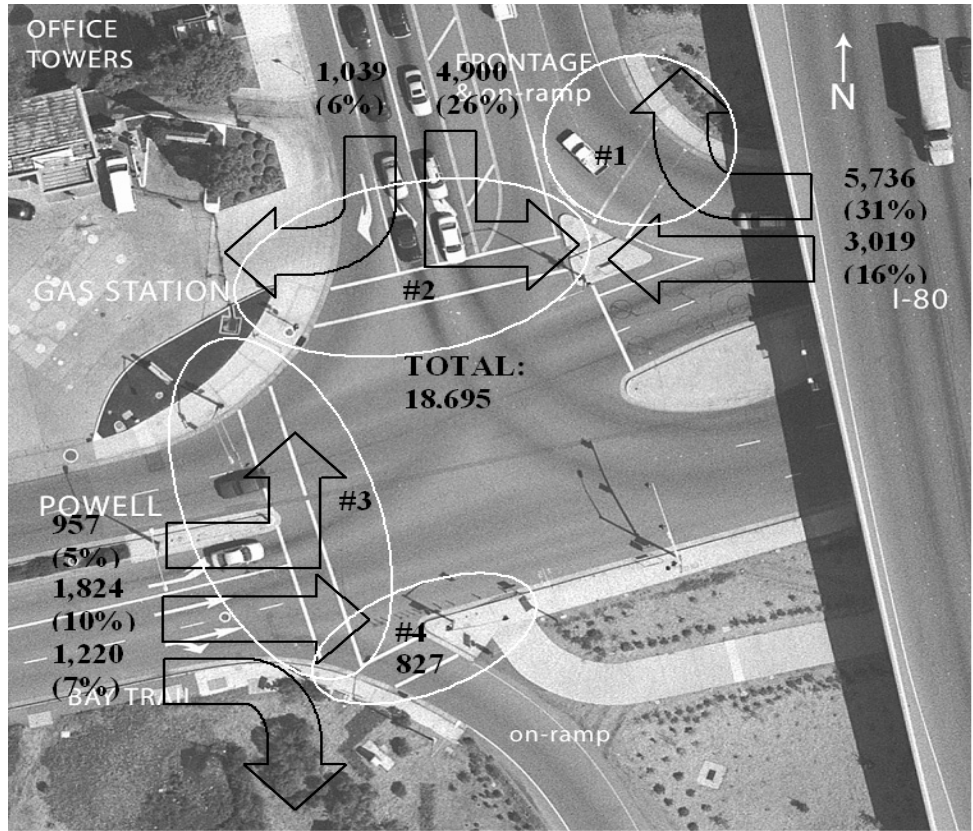 OFFICE
TOWERS
1,039
(6%)
4,900
(26%)
FRONTAGE
& on-ramp
#1
N
5,736
(31%)
3,019
(16%)
I-80
GAS STATION
#2
TOTAL:
18,695
POWELL
957
(5%)
#3
1,824
(10%)
1,220
(7%)
BAY TRAIL
#4
827
on-ramp